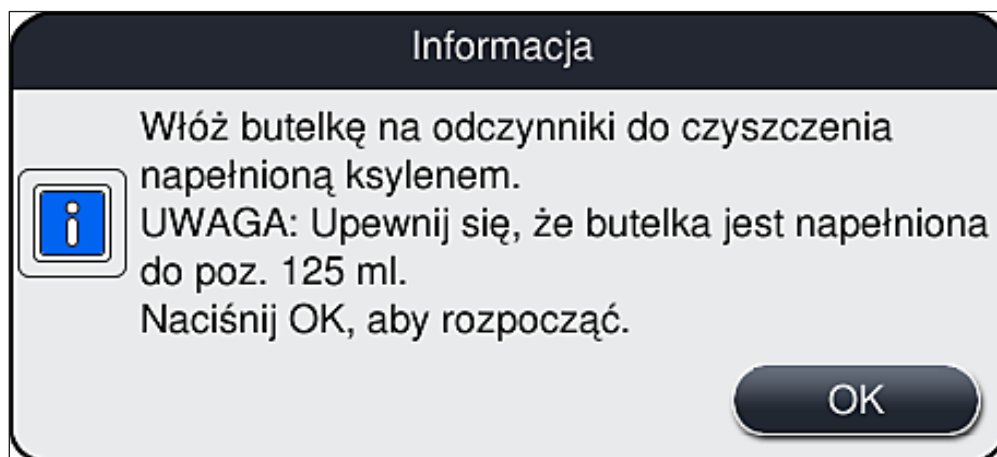 Informacja
Włóż butelkę na odczynniki do czyszczenia
napełnioną ksylenem.
UWAGA: Upewnij się, że butelka jest napełniona
do poz. 125 ml.
Naciśnij OK, aby rozpocząć.
OK